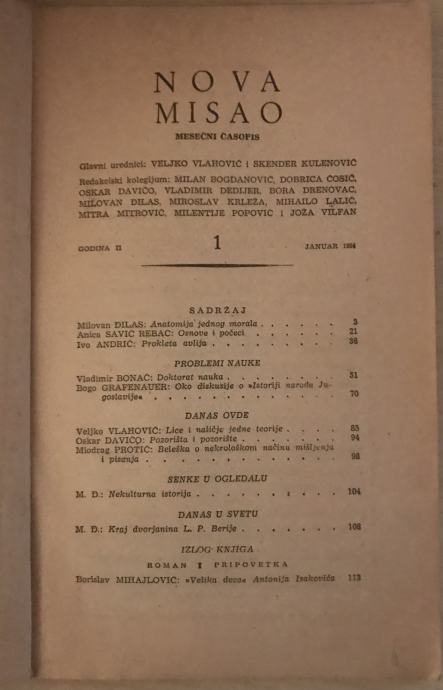 NOVA
MISAO
MESEČNI ČASOPIS
Glavni urednici: VELJKO VLAHOVIĆ i SKENDER KULENOVIĆ
Redakcijski kolegijum: MILAN BOGDANOVIĆ, DOBRICA ĆOSIĆ,
OSKAR DAVIČO, VLADIMIR DEDIJER, BORA DRENOVAC,
MILOVAN ĐILAS, MIROSLAV KRLEŽA, MIHAILO LALIĆ,
MITRA MITROVIĆ, MILENTIJE POPOVIĆ i JOŽA VILFAN
GODINA II 1 JANUAR 1954
SADRŽAJ
Milovan ĐILAS: Anatomija jednog morala . . . . . . 3
Anica SAVIĆ REBAC: Osnove i počeci . . . . . . . 21
Ivo ANDRIĆ: Prokleta avlija . . . . . . . . . 36
PROBLEMI NAUKE
Vladimir BONAC: Doktorat nauka . . . . . . . . 51
Bogo GRAFENAUER: Oko diskusije o »Istoriji naroda Ju-
goslavije« . . . . . . . . . . . . . 70
DANAS OVDE
Veljko VLAHOVIĆ: Lice i naličje jedne teorije . . . . 85
Oskar DAVIČO: Pozorišta i pozorište . . . . . . . 94
Miodrag PROTIĆ: Beleška o nekrološkom načinu mišljenja
i pisanja . . . . . . . . . . . . . 98
SENKE U OGLEDALU
M. Đ.: Nekulturna istorija . . . . . . . . . . 104
DANAS U SVETU
M. Đ.: Kraj dvorjanina L. P. Berije . . . . . . . 108
IZLOG KNJIGA
ROMAN I PRIPOVETKA
Borislav MIHAJLOVIĆ: »Velika deca« Antonija Isakovića 113